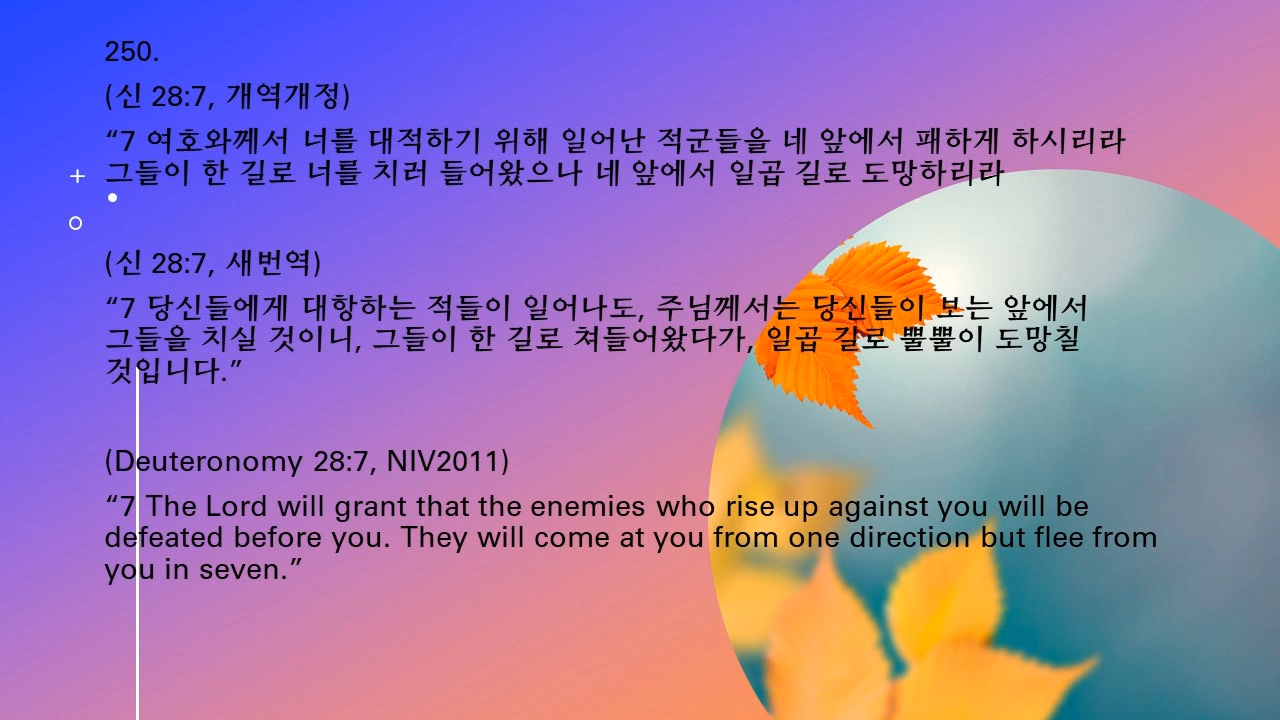 250.
(신 28:7, 개역개정)
“7 여호와께서 너를 대적하기 위해 일어난 적군들을 네 앞에서 패하게 하시리라
그들이 한 길로 너를 치러 들어왔으나 네 앞에서 일곱 길로 도망하리라
(신 28:7, 새번역)
“7 당신들에게 대항하는 적들이 일어나도, 주님께서는 당신들이 보는 앞에서
그들을 치실 것이니, 그들이 한 길로 쳐들어왔다가, 일곱 길로 뿔뿔이 도망칠
것입니다.”
(Deuteronomy 28:7, NIV2011)
“7 The Lord will grant that the enemies who rise up against you will be
defeated before you. They will come at you from one direction but flee from
you in seven.”